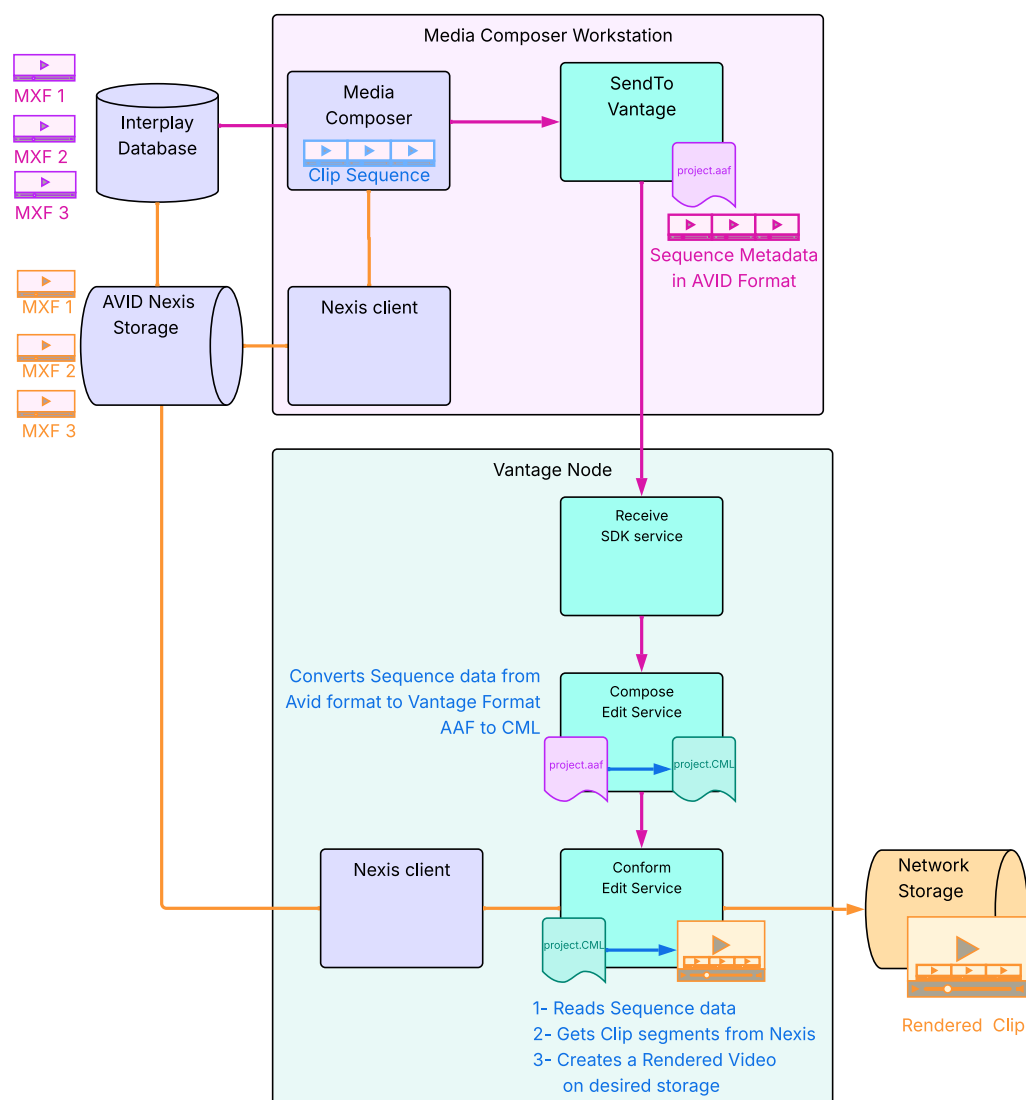 Media Composer Workstation
MXF 1
MXF 2
MXF 3
Interplay
Database
Media
Composer
Clip Sequence
SendTo
Vantage
project.aaf
Sequence Metadata
in AVID Format
MXF 1
MXF 2
MXF 3
AVID Nexis
Storage
Nexis client
Vantage Node
Receive
SDK service
Converts Sequence data from
Avid format to Vantage Format
AAF to CML
Compose
Edit Service
project.aaf
project.CML
Nexis client
Conform
Edit Service
project.CML
Network
Storage
Rendered Clip
1- Reads Sequence data
2- Gets Clip segments from Nexis
3- Creates a Rendered Video
on desired storage